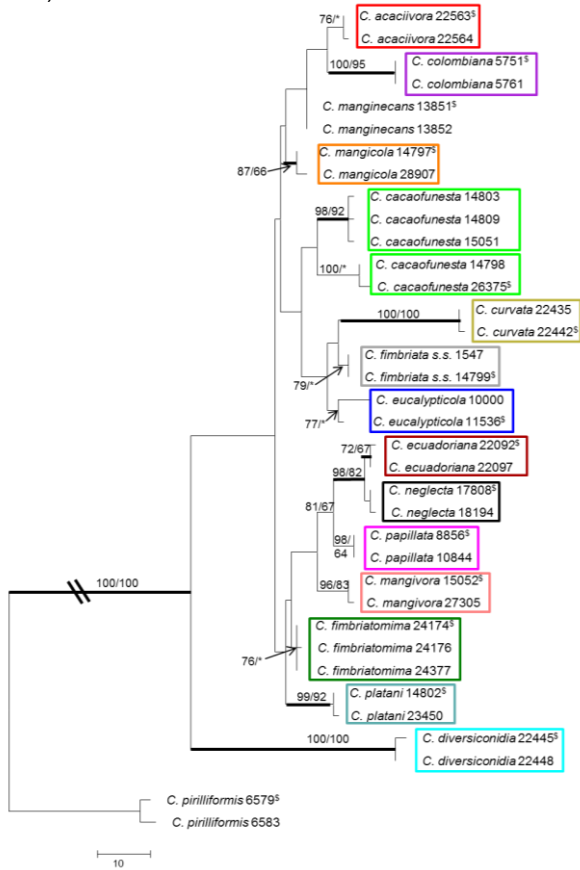 76/*
C. acaciivora 22563$
C. acaciivora 22564
100/95
C. colombiana 5751$
C. colombiana 5761
C. manginecans 13851$
C. manginecans 13852
87/66
C. mangicola 14797$
C. mangicola 28907
98/92
C. cacaofunesta 14803
C. cacaofunesta 14809
C. cacaofunesta 15051
100/*
C. cacaofunesta 14798
C. cacaofunesta 26375$
100/100
C. curvata 22435
C. curvata 22442$
79/*
C. fimbriata s.s. 1547
C. fimbriata s.s. 14799$
77/*
C. eucalypticola 10000
C. eucalypticola 11536$
72/67
C. ecuadoriana 22092$
C. ecuadoriana 22097
98/82
C. neglecta 17808$
C. neglecta 18194
81/67
98/
64
C. papillata 8856$
C. papillata 10844
96/83
C. mangivora 15052$
C. mangivora 27305
100/100
76/*
C. fimbriatomima 24174$
C. fimbriatomima 24176
C. fimbriatomima 24377
99/92
C. platani 14802$
C. platani 23450
100/100
C. diversiconidia 22445$
C. diversiconidia 22448
C. pirilliformis 6579$
C. pirilliformis 6583
10